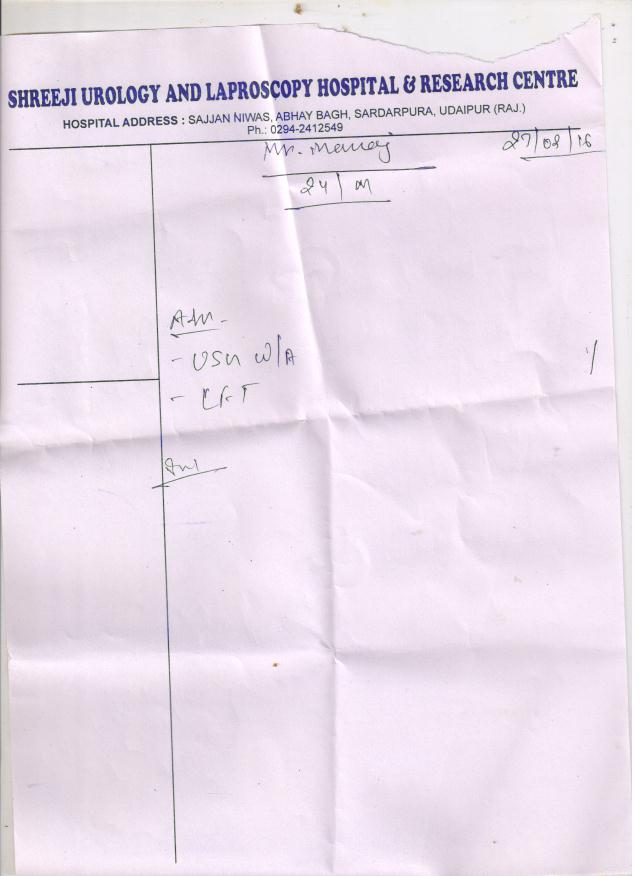 SHREEJI UROLOGY AND LAPROSCOPY HOSPITAL & RESEARCH CENTRE
HOSPITAL ADDRESS : SAJJAN NIWAS, ABHAY BAGH, SARDARPURA, UDAIPUR (RAJ.)
Ph.: 0294-2412549
Mr.
27/08/16
24/M
Adv -
- USG W/A
- LFT